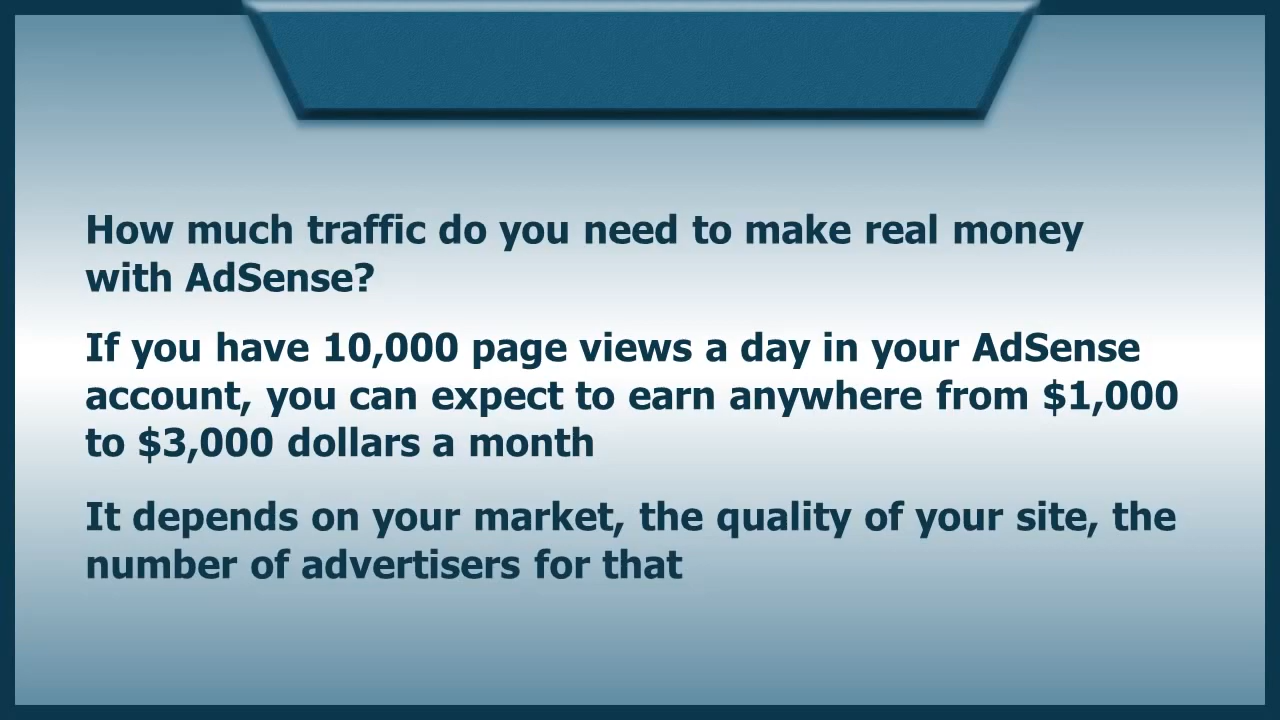 How much traffic do you need to make real money
with AdSense?
If you have 10,000 page views a day in your AdSense
account, you can expect to earn anywhere from $1,000
to $3,000 dollars a month
It depends on your market, the quality of your site, the
number of advertisers for that